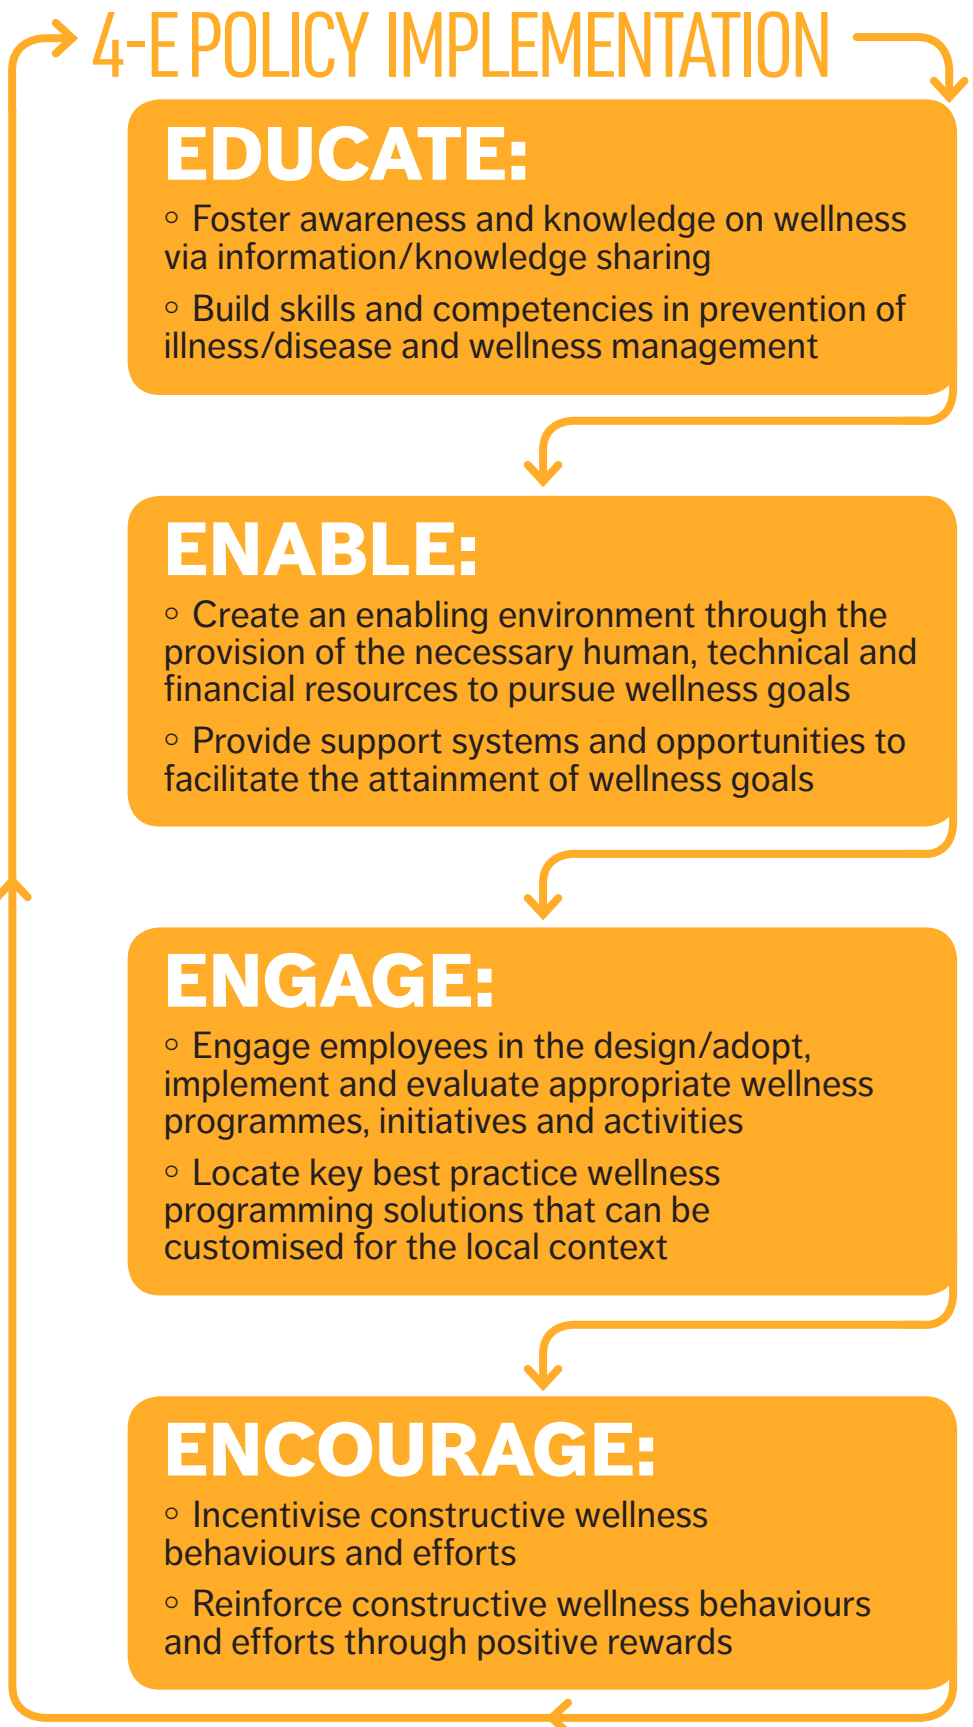 4-E POLICY IMPLEMENTATION
EDUCATE:
◦ Foster awareness and knowledge on wellness
via information/knowledge sharing
◦ Build skills and competencies in prevention of
illness/disease and wellness management
ENABLE:
◦ Create an enabling environment through the
provision of the necessary human, technical and
financial resources to pursue wellness goals
◦ Provide support systems and opportunities to
facilitate the attainment of wellness goals
ENGAGE:
◦ Engage employees in the design/adopt,
implement and evaluate appropriate wellness
programmes, initiatives and activities
◦ Locate key best practice wellness
programming solutions that can be
customised for the local context
ENCOURAGE:
◦ Incentivise constructive wellness
behaviours and efforts
◦ Reinforce constructive wellness behaviours
and efforts through positive rewards